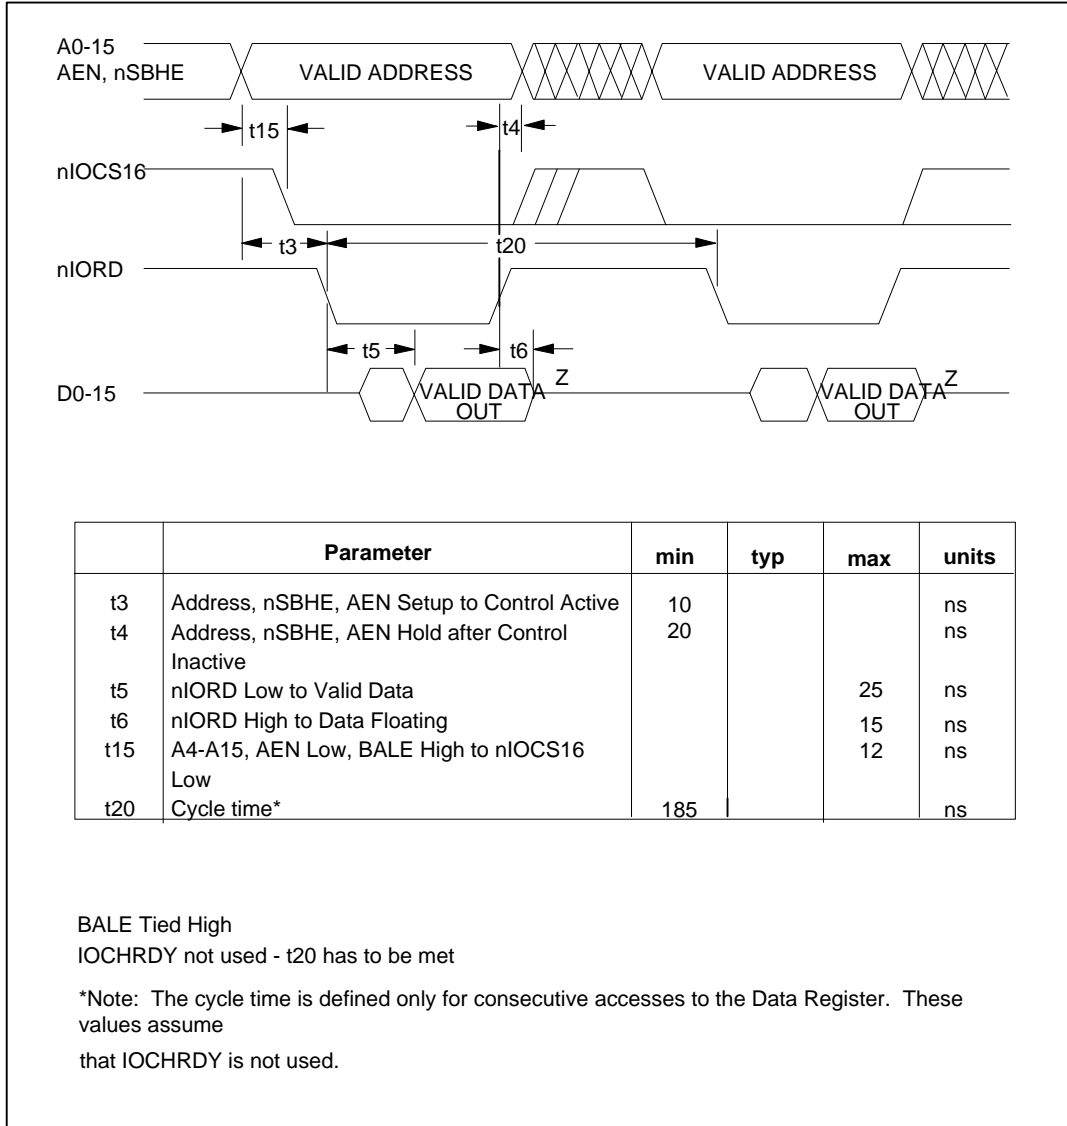 A0-15
AEN, nSBHE
VALID ADDRESS
VALID ADDRESS
t15
t4
nIOCS16
t3
t20
nIORD
t5
t6
D0-15
VALID DATA
OUT
Z
VALID DATA
OUT
Z
Parameter min typ max units
t3 Address, nSBHE, AEN Setup to Control Active 10 ns
t4 Address, nSBHE, AEN Hold after Control 20 ns
Inactive
t5 nIORD Low to Valid Data 25 ns
t6 nIORD High to Data Floating 15 ns
t15 A4-A15, AEN Low, BALE High to nIOCS16 12 ns
Low
t20 Cycle time* 185 ns
BALE Tied High
IOCHRDY not used - t20 has to be met
*Note: The cycle time is defined only for consecutive accesses to the Data Register. These
values assume
that IOCHRDY is not used.